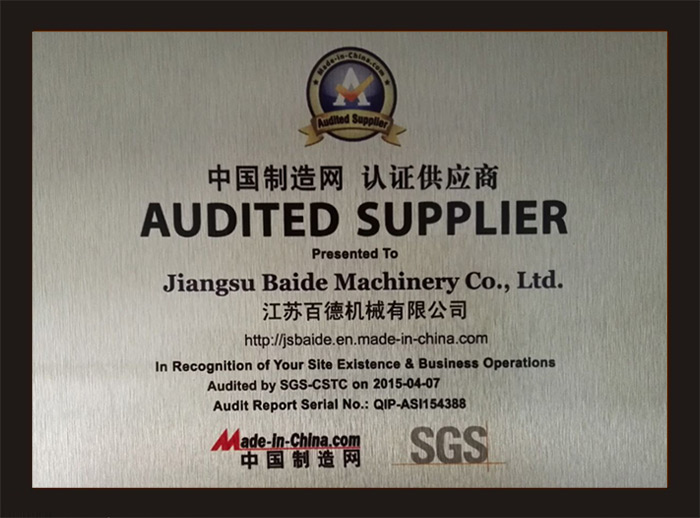 Made-in-China.com
A
Audited Supplier
中国制造网 认证供应商
AUDITED SUPPLIER
Presented To
Jiangsu Baide Machinery Co., Ltd.
江苏百德机械有限公司
http://jsbaide.en.made-in-china.com
In Recognition of Your Site Existence & Business Operations
Audited by SGS-CSTC on 2015-04-07
Audit Report Serial No.: QIP-ASI154388
Made-in-China.com
中国制造网
SGS